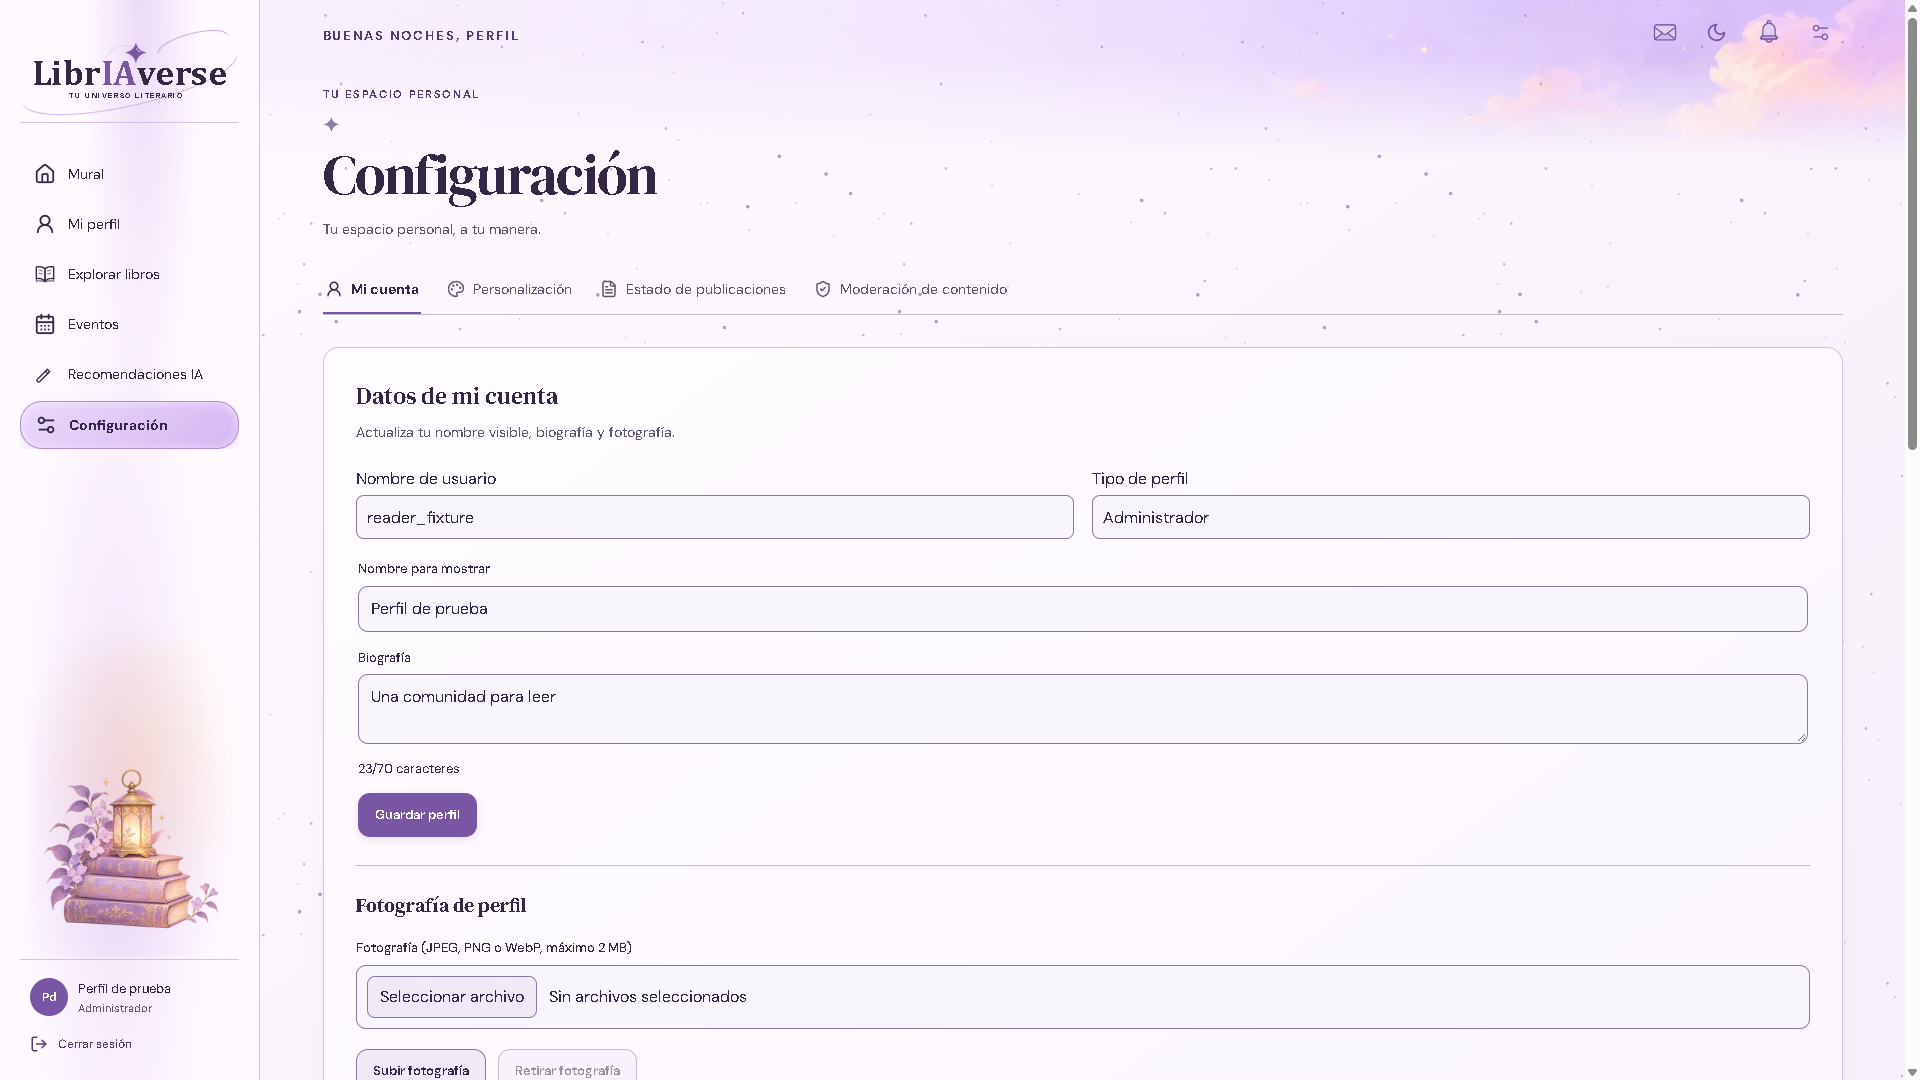 LibrIAverse
TU UNIVERSO LITERARIO
Mural
Mi perfil
Explorar libros
Eventos
Recomendaciones IA
Configuración
Pd
Perfil de prueba
Administrador
Cerrar sesión
BUENAS NOCHES, PERFIL
TU ESPACIO PERSONAL
Configuración
Tu espacio personal, a tu manera.
Mi cuenta
Personalización
Estado de publicaciones
Moderación de contenido
Datos de mi cuenta
Actualiza tu nombre visible, biografía y fotografía.
Nombre de usuario
reader_fixture
Tipo de perfil
Administrador
Nombre para mostrar
Perfil de prueba
Biografía
Una comunidad para leer
23/70 caracteres
Guardar perfil
Fotografía de perfil
Fotografía (JPEG, PNG o WebP, máximo 2 MB)
Seleccionar archivo Sin archivos seleccionados
Subir fotografía
Retirar fotografía